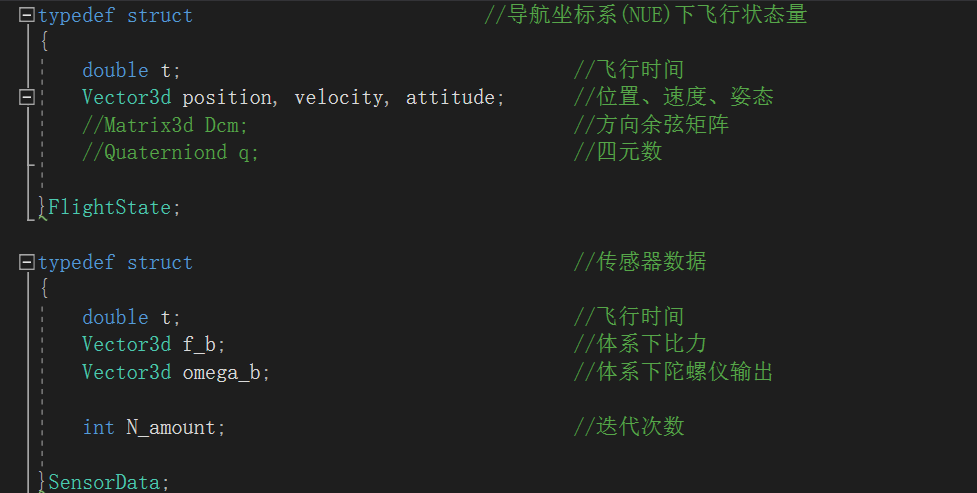 typedef struct //导航坐标系(NUE)下飞行状态量
{
double t; //飞行时间
Vector3d position, velocity, attitude; //位置、速度、姿态
//Matrix3d Dcm; //方向余弦矩阵
//Quaterniond q; //四元数
}FlightState;
typedef struct //传感器数据
{
double t; //飞行时间
Vector3d f_b; //体系下比力
Vector3d omega_b; //体系下陀螺仪输出
int N_amount; //迭代次数
}SensorData;